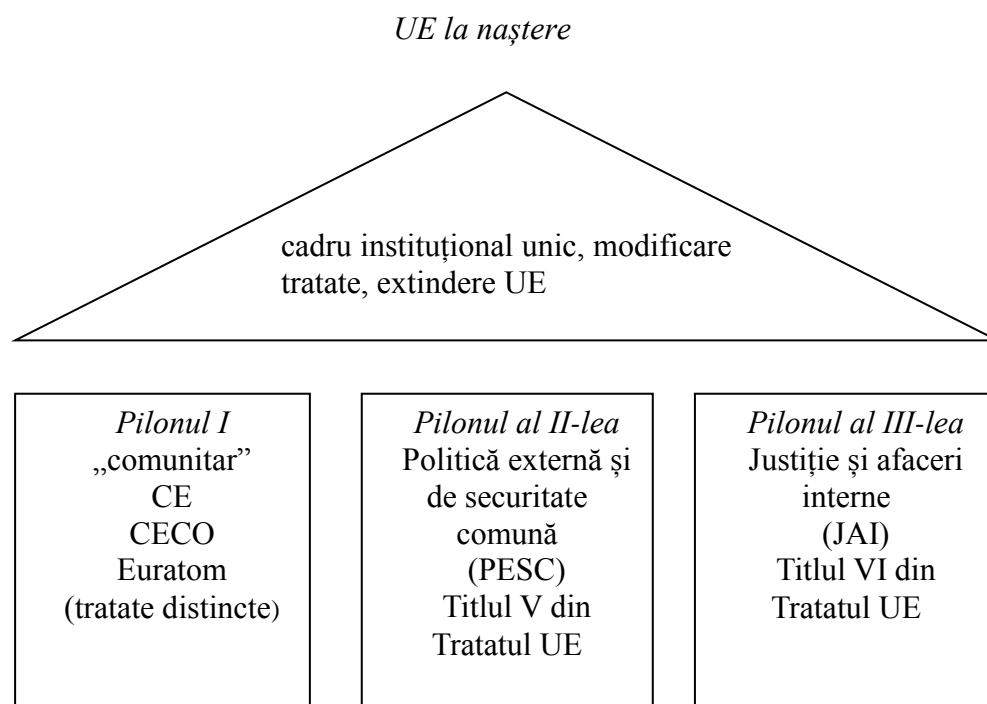 UE la naștere
cadru instituțional unic, modificare
tratate, extindere UE
Pilonul I
„comunitar”
CE
CECO
Euratom
(tratate distincte)
Pilonul al II-lea
Politică externă și
de securitate
comună
(PESC)
Titlul V din
Tratatul UE
Pilonul al III-lea
Justiție și afaceri
interne
(JAI)
Titlul VI din
Tratatul UE